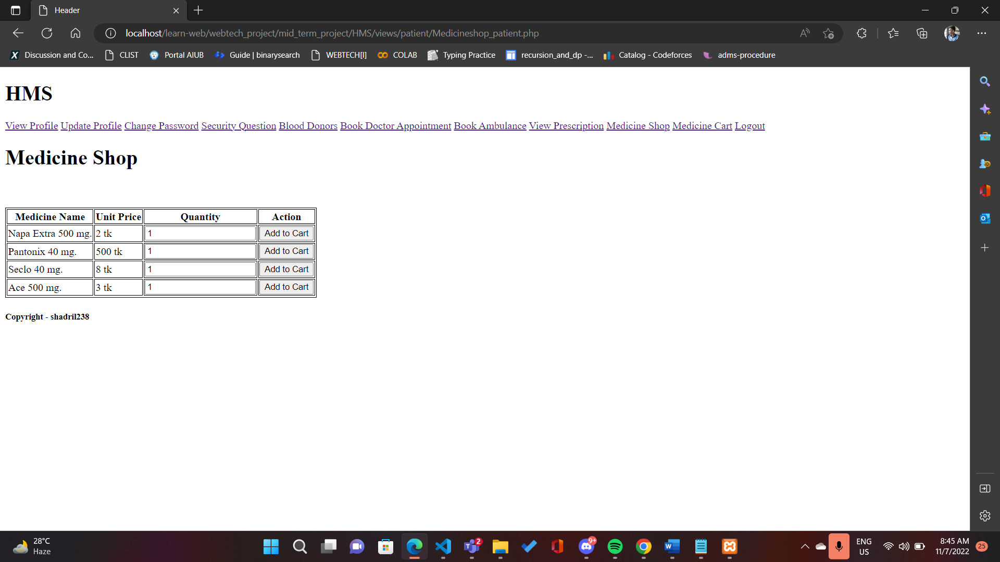 Header
localhost/learn-web/webtech_project/mid_term_project/HMS/views/patient/Medicineshop_patient.php
Discussion and Co... CLIST Portal AIUB Guide | binarysearch WEBTECH[I] COLAB Typing Practice recursion_and_dp -... Catalog - Codeforces adms-procedure
HMS
View Profile Update Profile Change Password Security Question Blood Donors Book Doctor Appointment Book Ambulance View Prescription Medicine Shop Medicine Cart Logout
Medicine Shop
Medicine Name Unit Price Quantity Action
Napa Extra 500 mg. 2 tk 1 Add to Cart
Pantonix 40 mg. 500 tk 1 Add to Cart
Seclo 40 mg. 8 tk 1 Add to Cart
Ace 500 mg. 3 tk 1 Add to Cart
Copyright - shadril238
28°C
Haze
2
9+
ENG
US
8:45 AM
11/7/2022
25